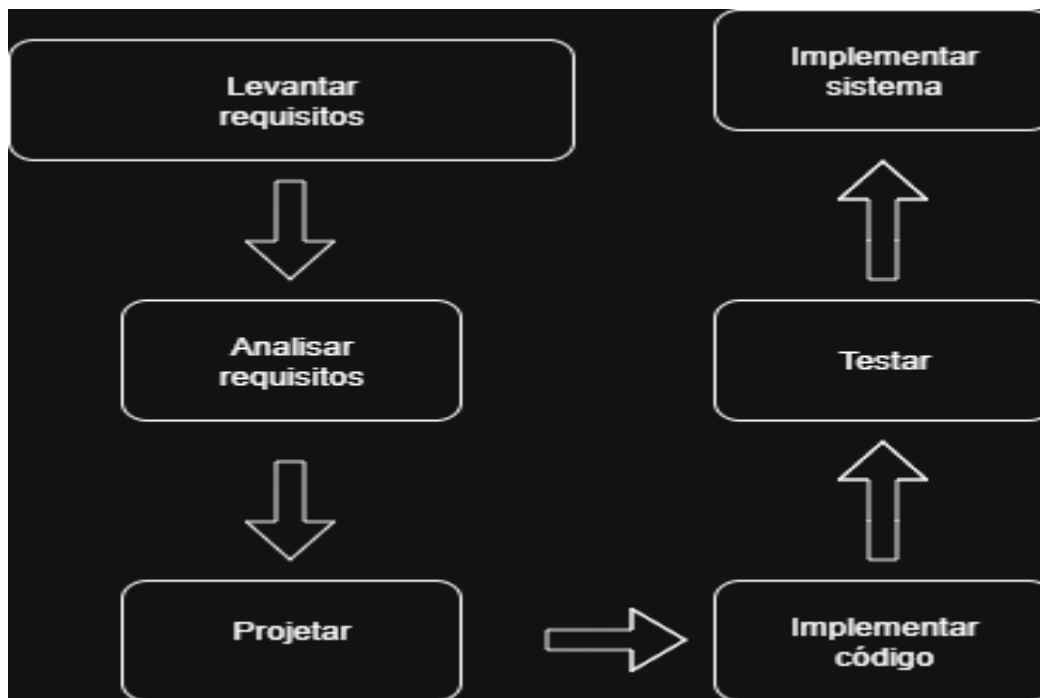 Levantar
requisitos
Analisar
requisitos
Projetar
Implementar
código
Testar
Implementar
sistema